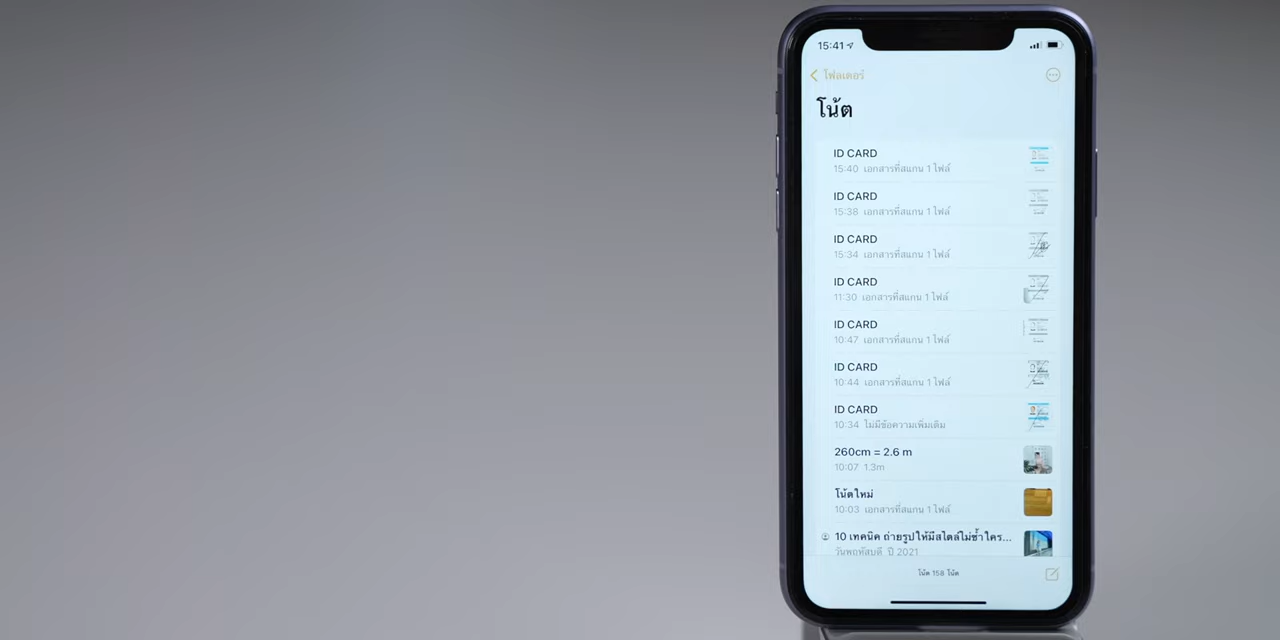 15:41
โฟลเดอร์
โน้ต
ID CARD
15:40 เอกสารที่สแกน 1 ไฟล์
ID CARD
15:38 เอกสารที่สแกน 1 ไฟล์
ID CARD
15:34 เอกสารที่สแกน 1 ไฟล์
ID CARD
11:30 เอกสารที่สแกน 1 ไฟล์
ID CARD
10:47 เอกสารที่สแกน 1 ไฟล์
ID CARD
10:44 เอกสารที่สแกน 1 ไฟล์
ID CARD
10:34 ไม่มีข้อความเพิ่มเติม
260cm = 2.6 m
10:07 1.3m
โน้ตใหม่
10:03 เอกสารที่สแกน 1 ไฟล์
10 เทคนิค ถ่ายรูปให้มีสไตล์ไม่ซ้ำใคร...
วันพฤหัสบดี ปี 2021
โน้ต 158 โน้ต